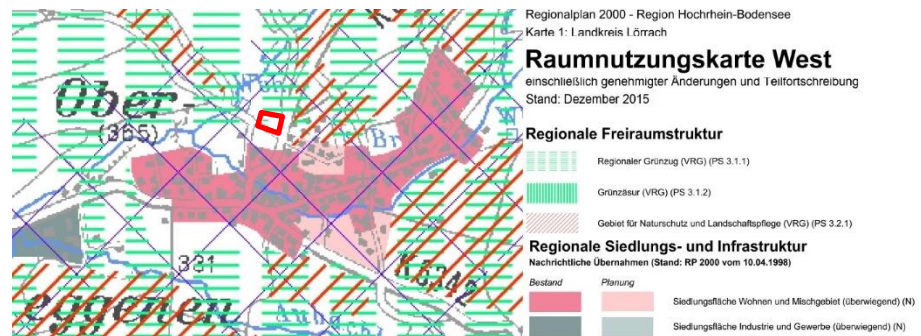 Ober-
(365)
Br
331
K6342
eggenen
Regionalplan 2000 - Region Hochrhein-Bodensee
Karte 1: Landkreis Lörrach
Raumnutzungskarte West
einschließlich genehmigter Änderungen und Teilfortschreibung
Stand: Dezember 2015
Regionale Freiraumstruktur
Regionaler Grünzug (VRG) (PS 3.1.1)
Grünzäsur (VRG) (PS 3.1.2)
Gebiet für Naturschutz und Landschaftspflege (VRG) (PS 3.2.1)
Regionale Siedlungs- und Infrastruktur
Nachrichtliche Übernahmen (Stand: RP 2000 vom 10.04.1998)
Bestand Planung
Siedlungsfläche Wohnen und Mischgebiet (überwiegend) (N)
Siedlungsfläche Industrie und Gewerbe (überwiegend) (N)